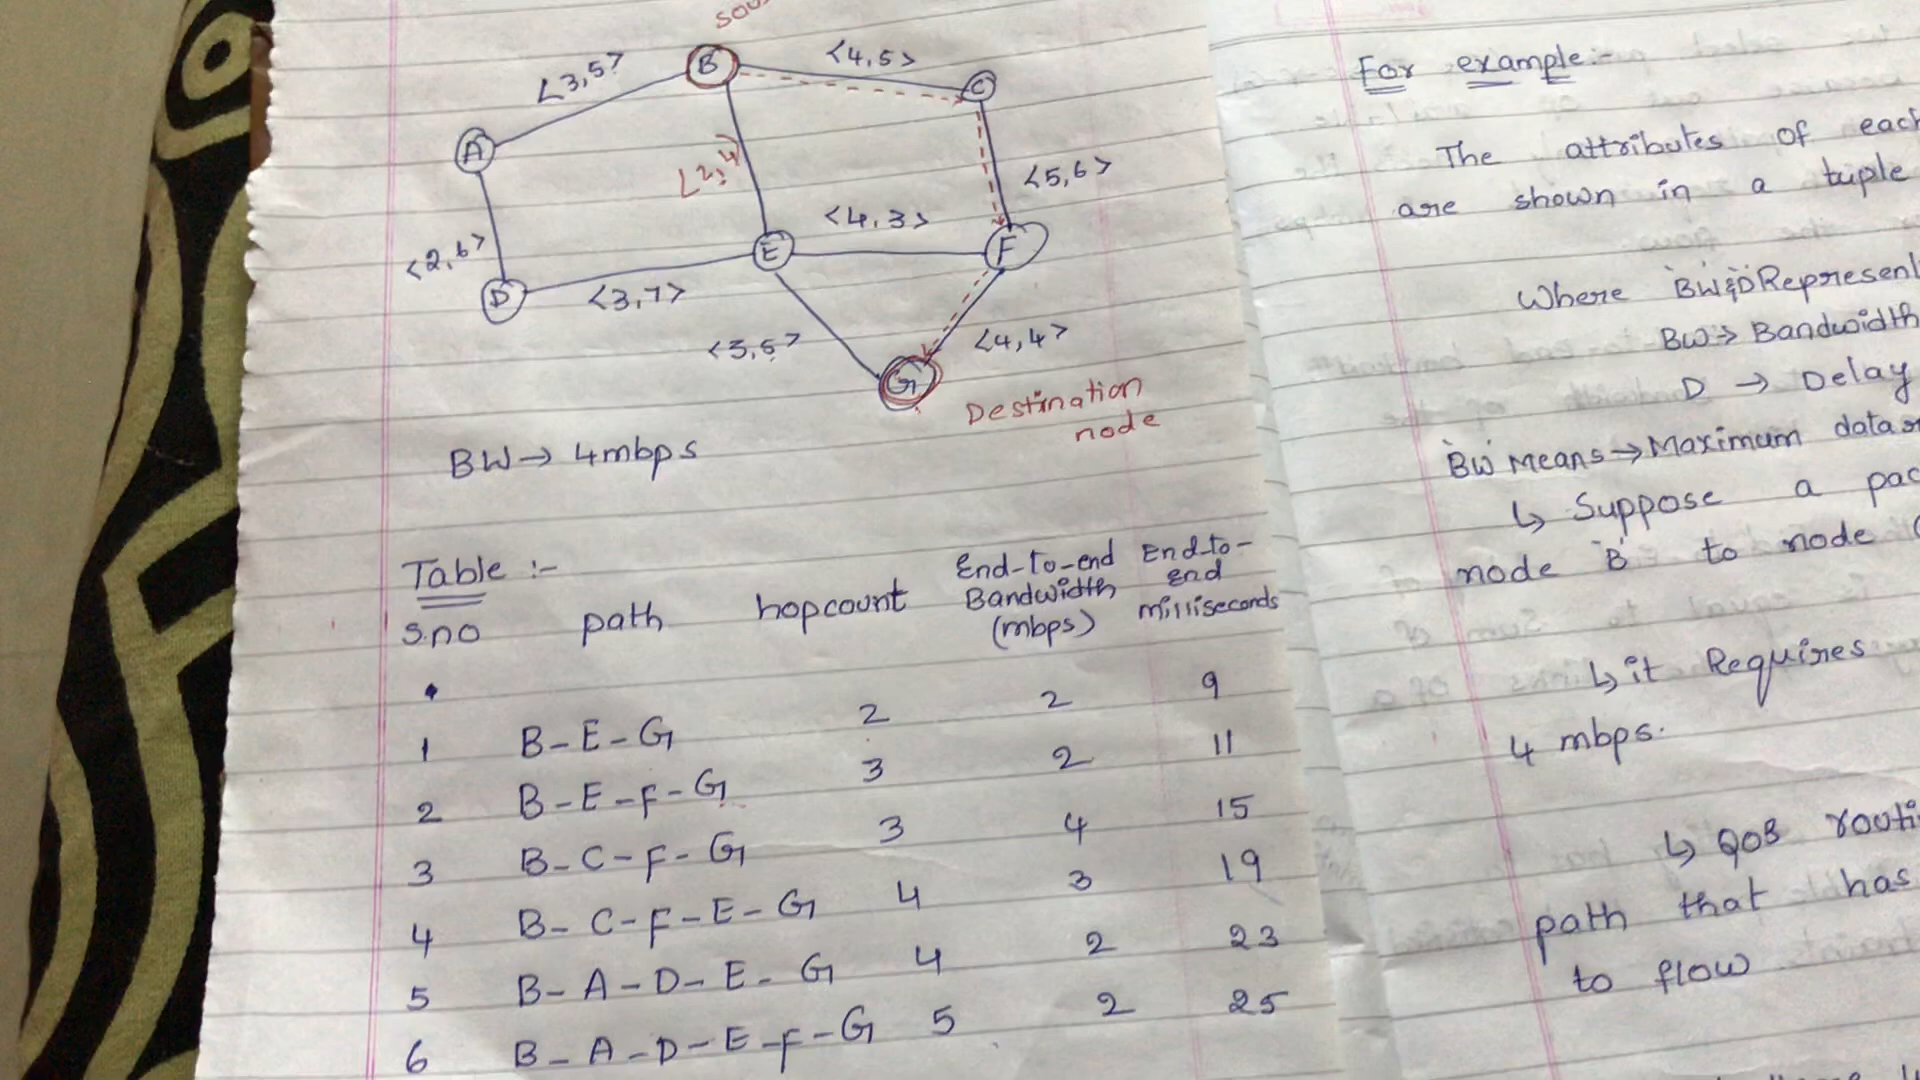 B
<4,5>
<3,5>
C
A
<2,4>
<5,6>
<4,3>
E
F
<2,6>
D
<3,7>
<3,5>
<4,4>
G
Destination
node
BW → 4mbps
Table :-
S.no path hopcount End-to-end Bandwidth (mbps) End-to-end milliseconds
1 B-E-G 2 2 9
2 B-E-F-G 3 2 11
3 B-C-F-G 3 4 15
4 B-C-F-E-G 4 3 19
5 B-A-D-E-G 4 2 23
6 B-A-D-E-F-G 5 2 25
For example:-
The attributes of each
are shown in a tuple
Where 'BW&D Represent
BW → Bandwidth
D → Delay
'BW' Means → Maximum data
↳ Suppose a
node 'B' to node
↳ it Requires
4 mbps.
↳ QOS
path that has
to flow